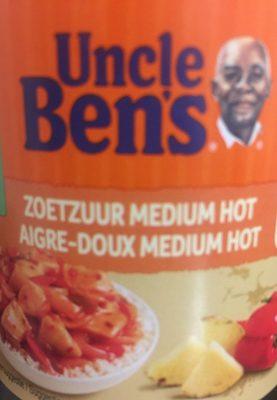 Uncle
Ben's
ZOETZUUR MEDIUM HOT
AIGRE-DOUX MEDIUM HOT